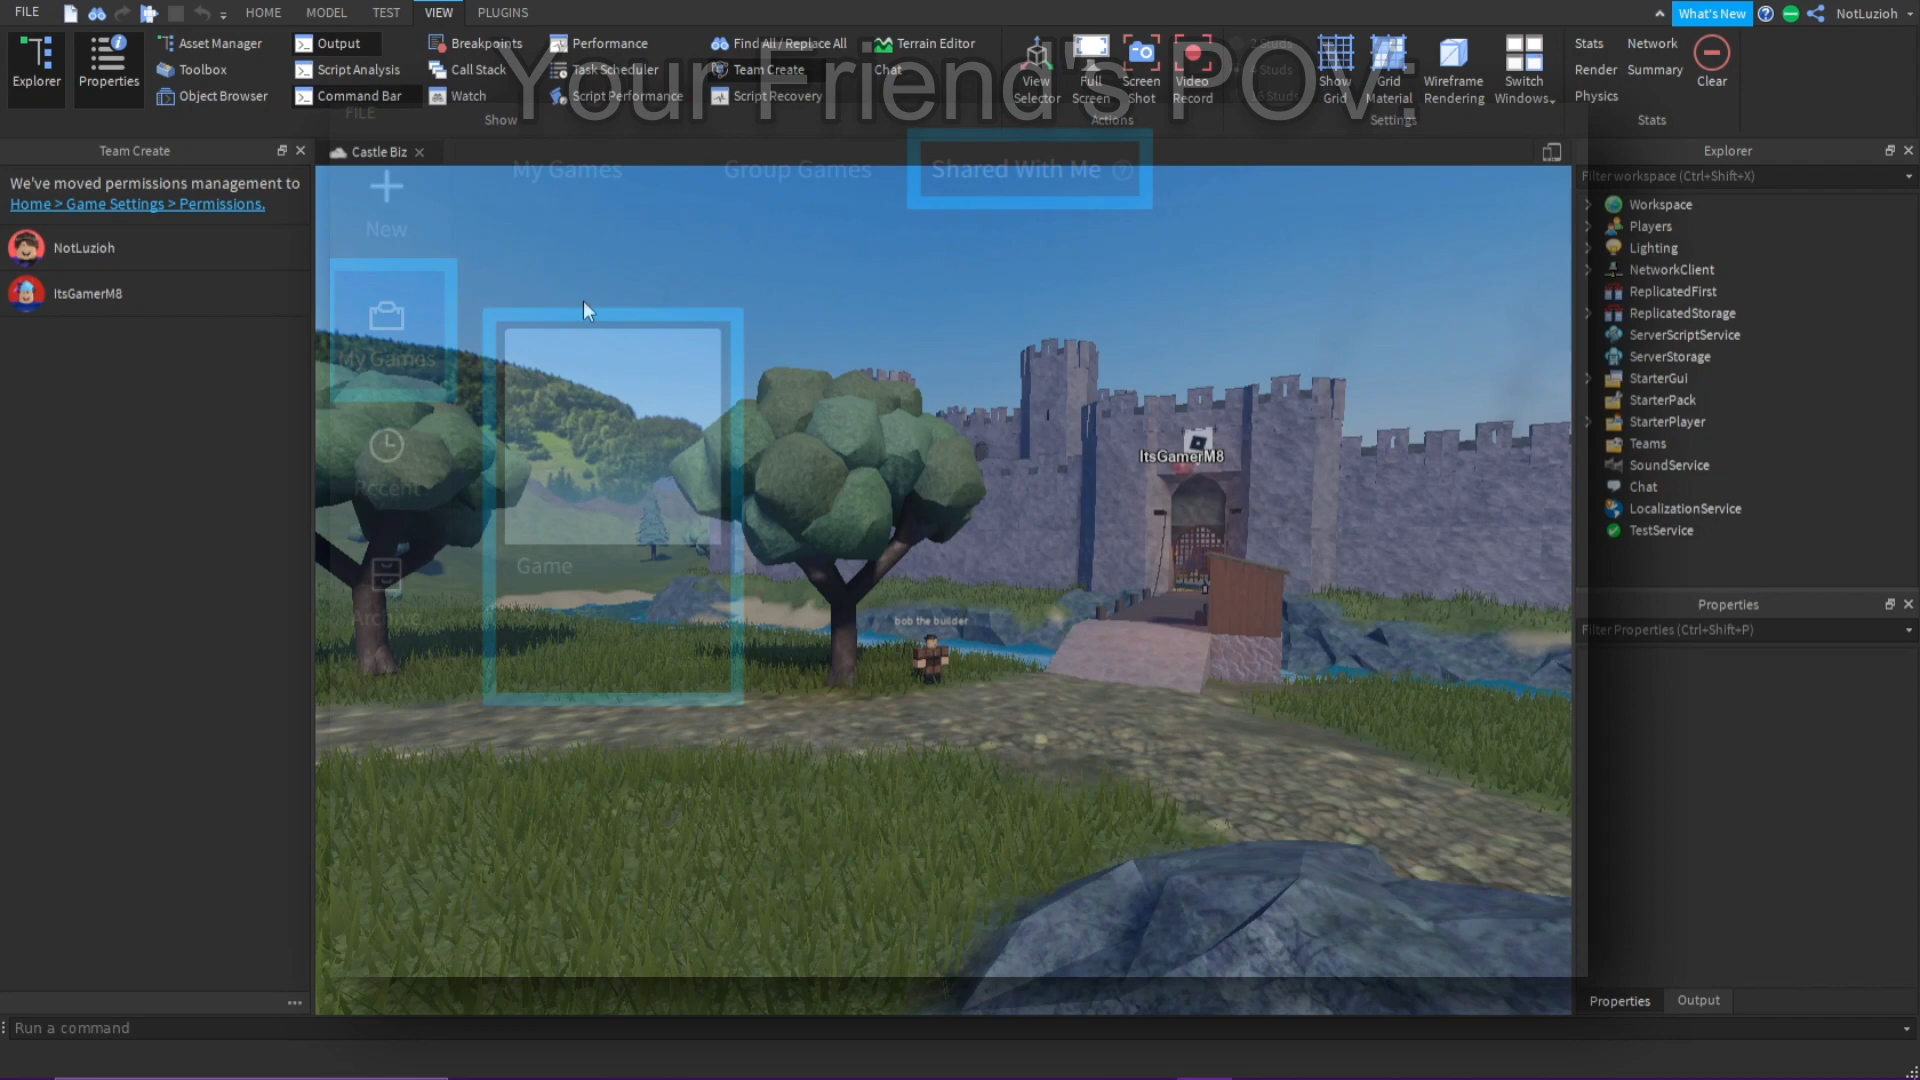 FILE
HOME
MODEL
TEST
VIEW
PLUGINS
What's New
NotLuzioh
Explorer
Properties
Asset Manager
Toolbox
Object Browser
Output
Script Analysis
Command Bar
Breakpoints
Call Stack
Watch
Performance
Task Scheduler
Script Performance
Find All / Replace All
Team Create
Script Recovery
Terrain Editor
Chat
Show
View
Selector
Full
Screen
Screen
Shot
Video
Record
Actions
2 Studs
4 Studs
16 Studs
Show
Grid
Grid
Material
Wireframe
Rendering
Switch
Windows
Settings
Stats
Render
Physics
Network
Summary
Clear
Stats
Your Friend's POV:
FILE
Team Create
We've moved permissions management to
Home > Game Settings > Permissions.
NotLuzioh
ItsGamerM8
Castle Biz
My Games
Group Games
Shared With Me
New
My Games
Recent
Archive
Game
ItsGamerM8
bob the builder
Explorer
Filter workspace (Ctrl+Shift+X)
Workspace
Players
Lighting
NetworkClient
ReplicatedFirst
ReplicatedStorage
ServerScriptService
ServerStorage
StarterGui
StarterPack
StarterPlayer
Teams
SoundService
Chat
LocalizationService
TestService
Properties
Filter Properties (Ctrl+Shift+P)
Properties
Output
Run a command